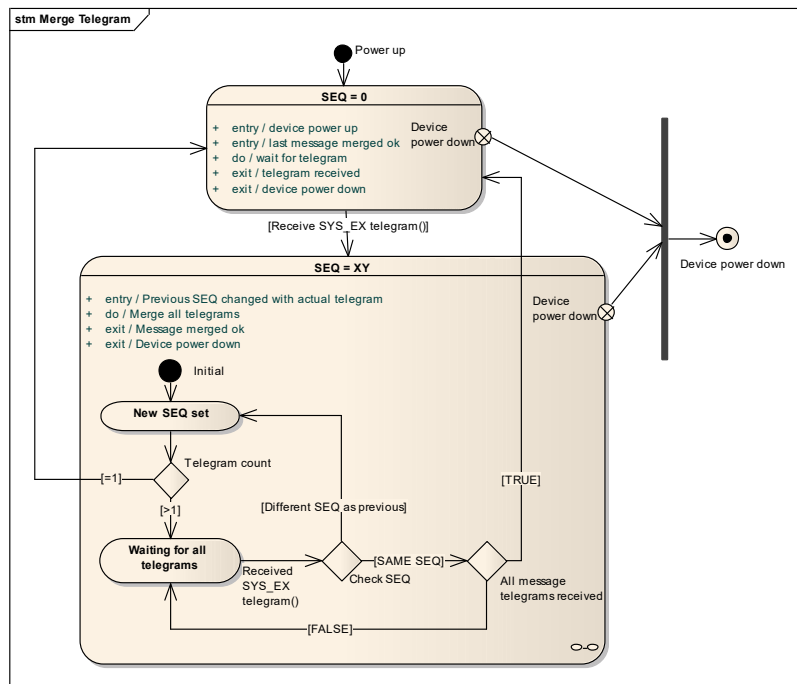 stm Merge Telegram
Power up
SEQ = 0
+ entry / device power up
+ entry / last message merged ok
+ do / wait for telegram
+ exit / telegram received
+ exit / device power down
Device
power down
[Receive SYS_EX telegram()]
Device power down
SEQ = XY
+ entry / Previous SEQ changed with actual telegram
+ do / Merge all telegrams
+ exit / Message merged ok
+ exit / Device power down
Device
power down
Initial
New SEQ set
Telegram count
[=1]
[>1]
[Different SEQ as previous]
[TRUE]
Waiting for all
telegrams
Received
SYS_EX
telegram()
[SAME SEQ]
Check SEQ
All message
telegrams received
[FALSE]